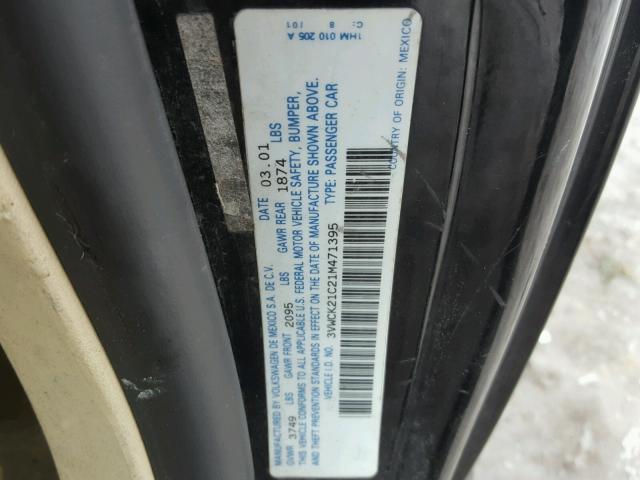 MANUFACTURED BY VOLKSWAGEN DE MEXICO S.A. DE C.V. DATE 03.01
GVWR 3749 LBS GAWR FRONT 2095 LBS GAWR REAR 1874 LBS
THIS VEHICLE CONFORMS TO ALL APPLICABLE U.S. FEDERAL MOTOR VEHICLE SAFETY, BUMPER,
AND THEFT PREVENTION STANDARDS IN EFFECT ON THE DATE OF MANUFACTURE SHOWN ABOVE.
VEHICLE I.D. NO. 3VWCK21C21M471395 TYPE: PASSENGER CAR
COUNTRY OF ORIGIN: MEXICO
1HM 010 205 A
C: 8 /01